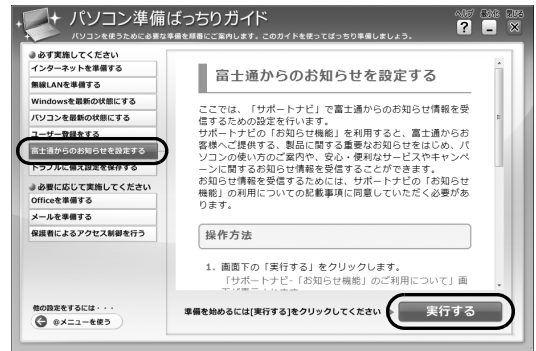 パソコン準備ばっちりガイド
パソコンを使うために必要な準備を順番にご案内します。このガイドを使ってばっちり準備しましょう。
ヘルプ 最小化 閉じる
必ず実施してください
インターネットを準備する
無線LANを準備する
Windowsを最新の状態にする
パソコンを最新の状態にする
ユーザー登録をする
富士通からのお知らせを設定する
トラブルに備え設定を保存する
必要に応じて実施してください
Officeを準備する
メールを準備する
保護者によるアクセス制御を行う
他の設定をするには・・・
@メニューを使う
富士通からのお知らせを設定する
ここでは、「サポートナビ」で富士通からのお知らせ情報を受
信するための設定を行います。
サポートナビの「お知らせ機能」を利用すると、富士通からお
客様へご提供する、製品に関する重要なお知らせをはじめ、パ
ソコンの使い方のご案内や、安心・便利なサービスやキャンペ
ーンに関するお知らせ情報を受信することができます。
お知らせ情報を受信するためには、サポートナビの「お知らせ
機能」の利用についての記載事項に同意していただく必要があ
ります。
操作方法
1. 画面下の「実行する」をクリックします。
「サポートナビ-「お知らせ機能」のご利用について」画
準備を始めるには[実行する]をクリックしてください
実行する